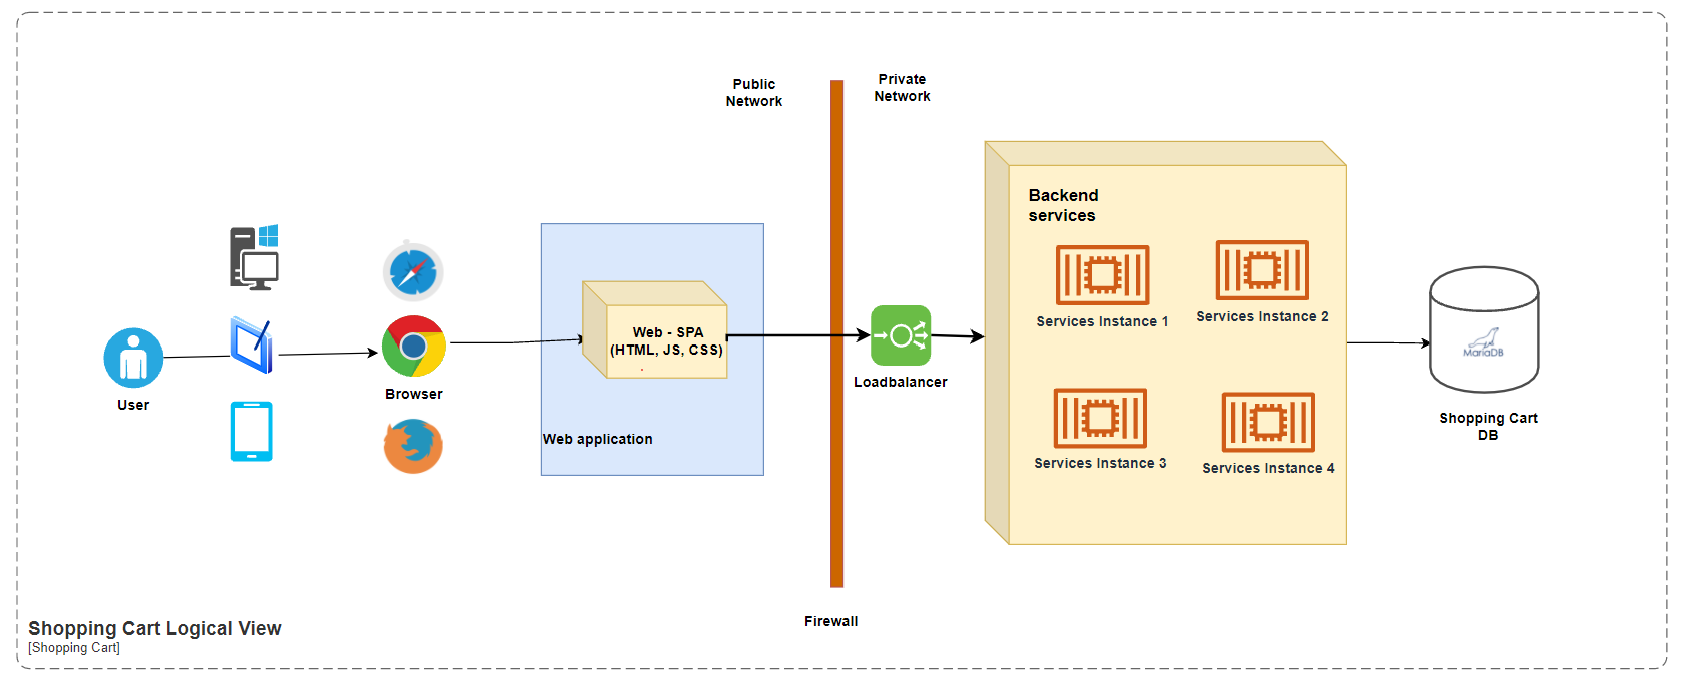 Public
Network
Private
Network
Backend
services
Services Instance 1
Services Instance 2
Web - SPA
(HTML, JS, CSS)
.
MariaDB
Loadbalancer
Browser
User
Shopping Cart
DB
Web application
Services Instance 3
Services Instance 4
Firewall
Shopping Cart Logical View
[Shopping Cart]